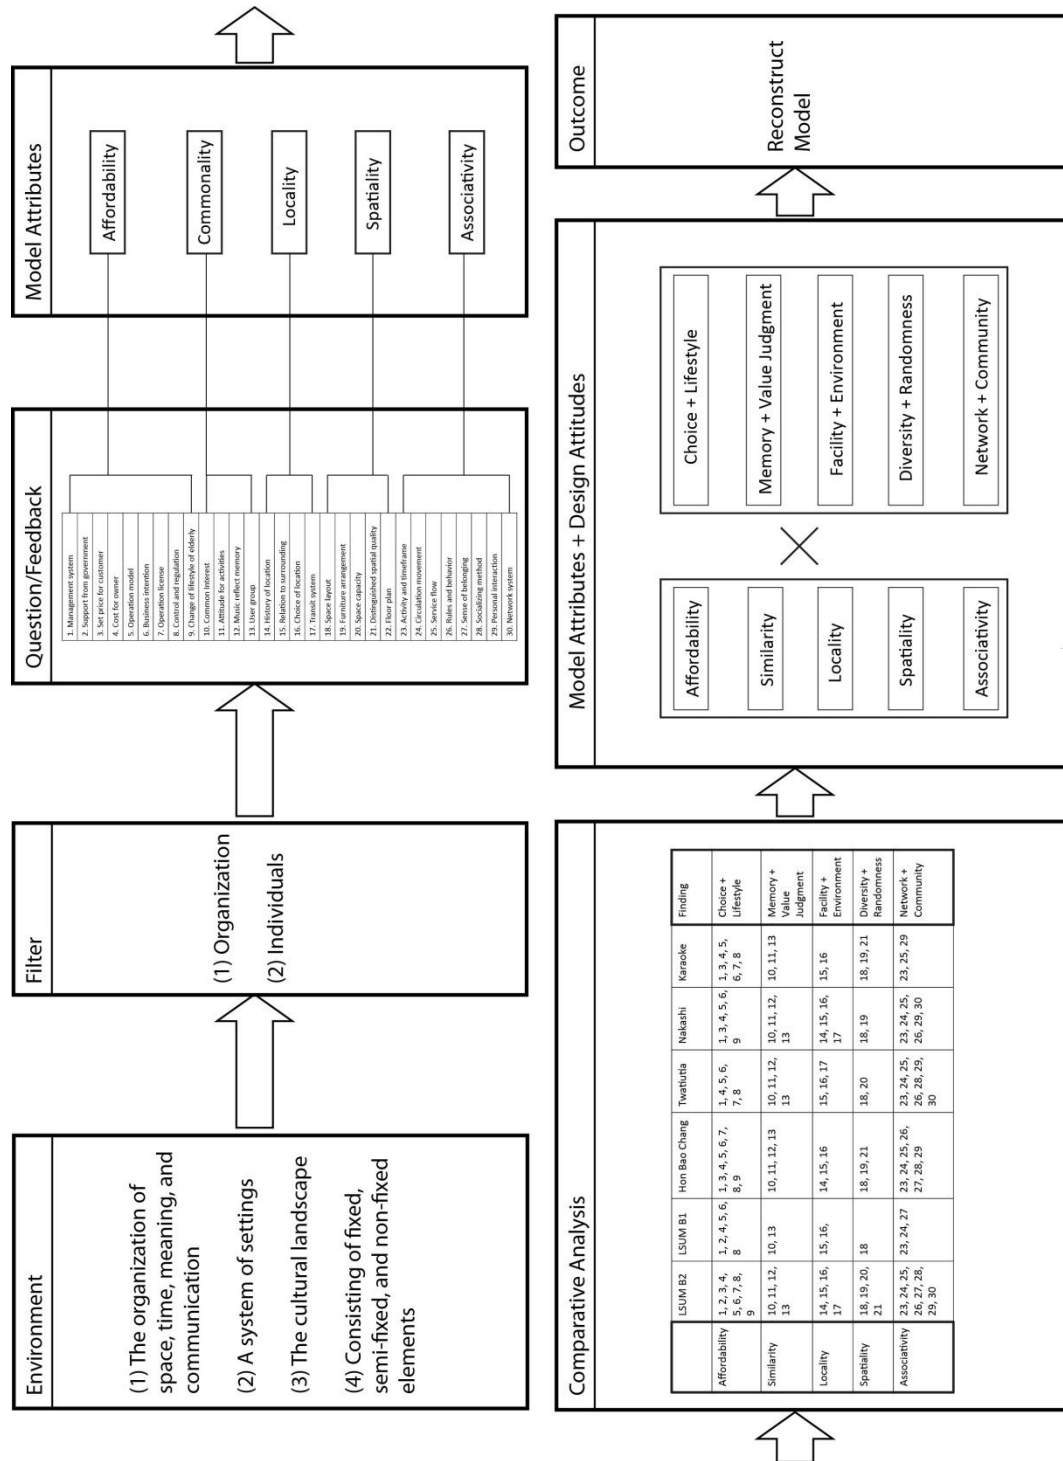 Environment
(1) The organization of
space, time, meaning, and
communication
(2) A system of settings
(3) The cultural landscape
(4) Consisting of fixed,
semi-fixed, and non-fixed
elements
Filter
(1) Organization
(2) Individuals
Question/Feedback
1. Management system
2. Support from government
3. Set price for customer
4. Cost for owner
5. Operation model
6. Business intention
7. Operation license
8. Control and regulation
9. Change of lifestyle of elderly
10. Common Interest
11. Attitude for activities
12. Music reflect memory
13. User group
14. History of location
15. Relation to surrounding
16. Choice of location
17. Transit system
18. Space layout
19. Furniture arrangement
20. Space capacity
21. Distinguished spatial quality
22. Floor plan
23. Activity and timeframe
24. Circulation movement
25. Service flow
26. Rules and behavior
27. Sense of belonging
28. Socializing method
29. Personal interaction
30. Network system
Model Attributes
Affordability
Commonality
Locality
Spatiality
Associativity
Comparative Analysis
LSUM B2 LSUM B1 Hon Bao Chang Twatiutia Nakashi Karaoke Finding
Affordability 1, 2, 3, 4 1, 2, 4, 5, 6, 1, 3, 4, 5, 6, 7, 1, 4, 5, 6, 1, 3, 4, 5, 6, 1, 3, 4, 5 Choice +
5, 6, 7, 8, 8 8, 9 7, 8 9 6, 7, 8 Lifestyle
9
Similarity 10, 11, 12, 10, 13 10, 11, 12, 13 10, 11, 12, 10, 11, 12, 10, 11, 13 Memory +
13 13 13 Value
Judgment
Locality 14, 15, 16, 15, 16, 14, 15, 16 15, 16, 17 14, 15, 16, 15, 16 Facility +
17 17 Environment
Spatiality 18, 19, 20, 18 18, 19, 21 18, 20 18, 19 18, 19, 21 Diversity +
21 Randomness
Associativity 23, 24, 25, 23, 24, 27 23, 24, 25, 26, 23, 24, 25, 23, 24, 25, 23, 25, 29 Network +
26, 27, 28, 27, 28, 29 26, 28, 29, 26, 29, 30 Community
29, 30 30
Model Attributes + Design Attitudes
Affordability
Similarity
Locality
Spatiality
Associativity
Choice + Lifestyle
Memory + Value Judgment
Facility + Environment
Diversity + Randomness
Network + Community
Outcome
Reconstruct
Model